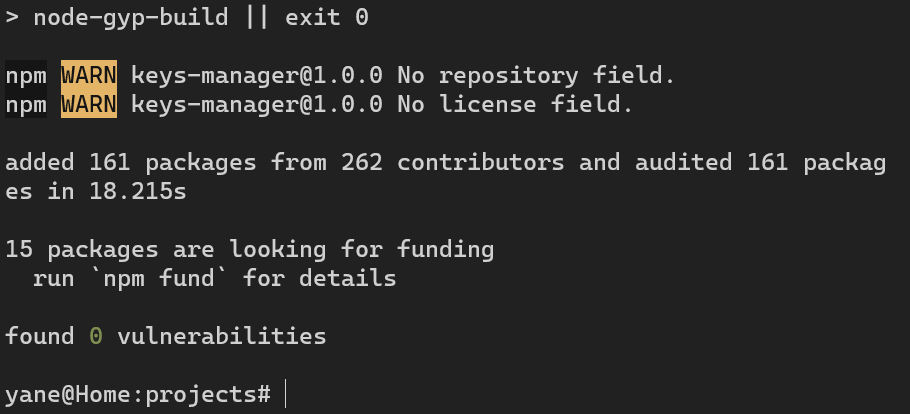 > node-gyp-build || exit 0
npm WARN keys-manager@1.0.0 No repository field.
npm WARN keys-manager@1.0.0 No license field.
added 161 packages from 262 contributors and audited 161 packag
es in 18.215s
15 packages are looking for funding
  run `npm fund` for details
found 0 vulnerabilities
yane@Home:projects#